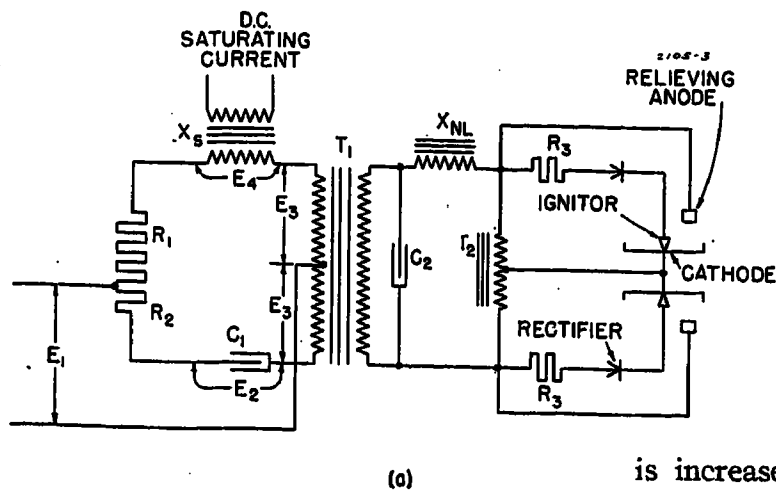 D.C.
SATURATING
CURRENT
2105-3
RELIEVING
ANODE
X_S
T_1
X_NL
R_3
E_4
E_3
IGNITOR
R_1
C_2
T_2
CATHODE
R_2
E_3
E_1
C_1
RECTIFIER
E_2
R_3
(a)
is increase